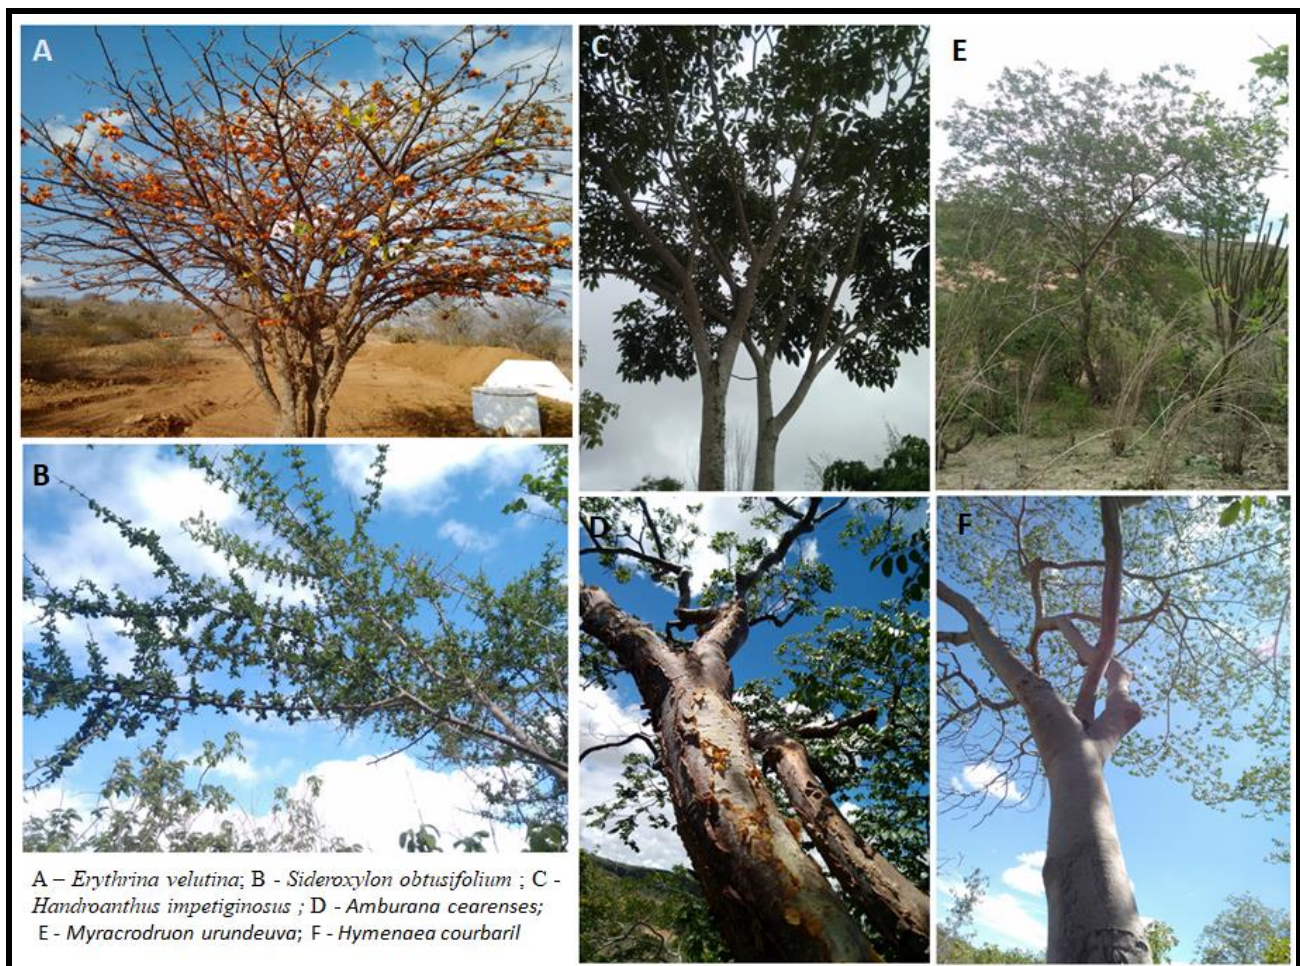 A
C
E
B
D
F
A – Erythrina velutina; B - Sideroxylon obtusifolium ; C -
Handroanthus impetiginosus ; D - Amburana cearenses;
E - Myracrodruon urundeuva; F - Hymenaea courbaril